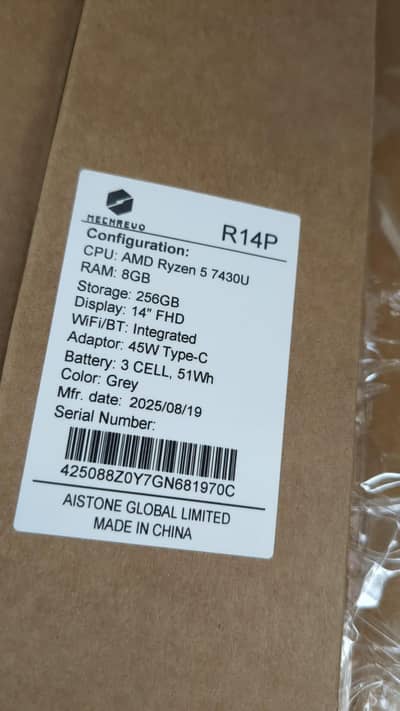 MECHREVO
R14P
Configuration:
CPU: AMD Ryzen 5 7430U
RAM: 8GB
Storage: 256GB
Display: 14" FHD
WiFi/BT: Integrated
Adaptor: 45W Type-C
Battery: 3 CELL, 51Wh
Color: Grey
Mfr. date: 2025/08/19
Serial Number:
425088Z0Y7GN681970C
AISTONE GLOBAL LIMITED
MADE IN CHINA